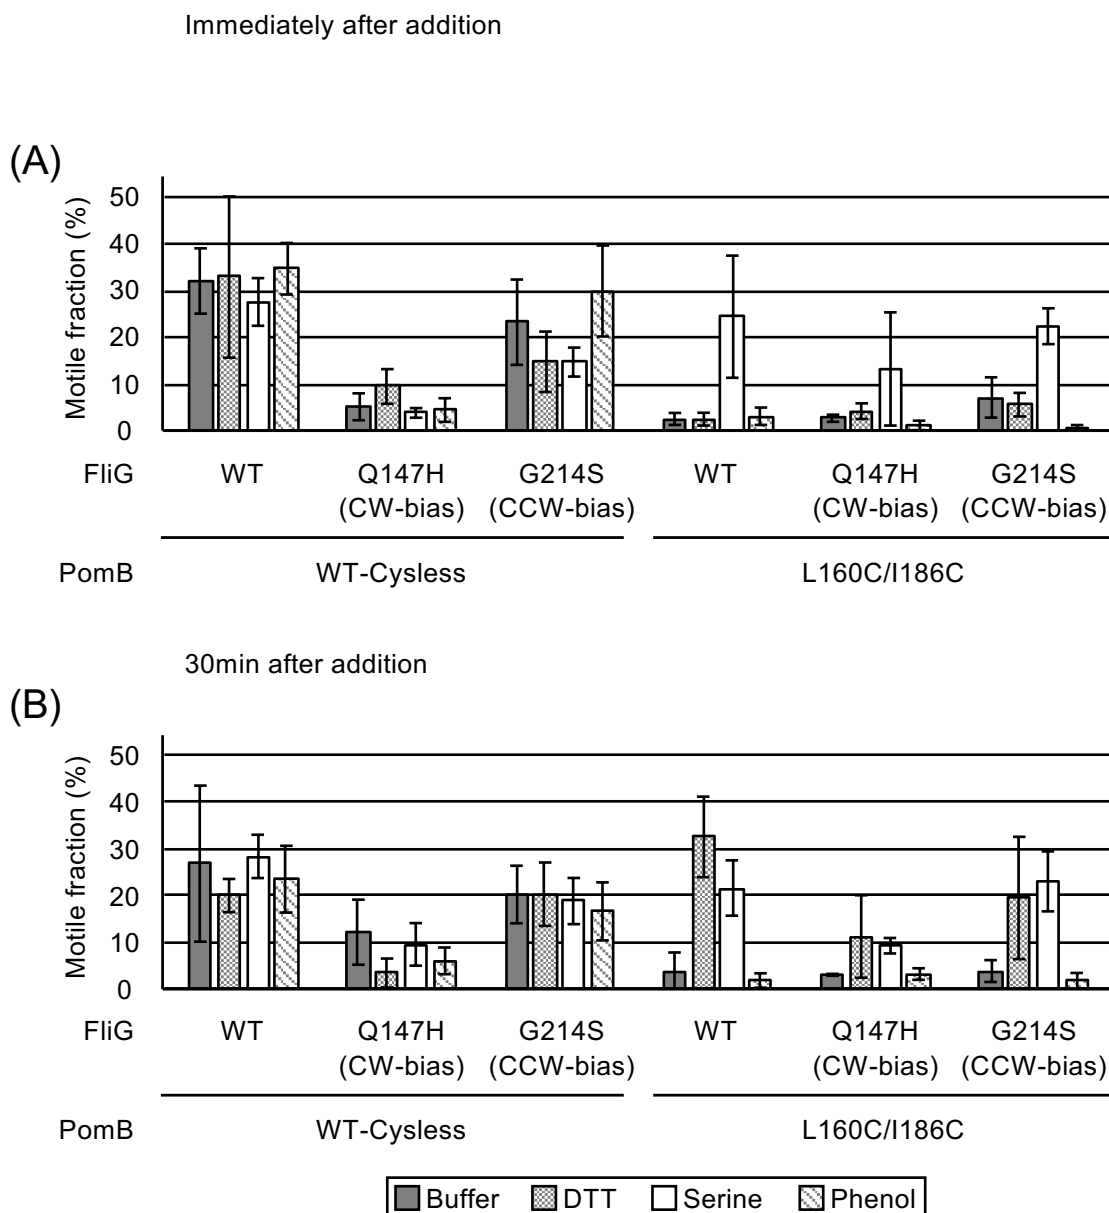 Immediately after addition
(A)
Motile fraction (%)
50
40
30
20
10
0
FliG WT Q147H G214S WT Q147H G214S
(CW-bias) (CCW-bias) (CW-bias) (CCW-bias)
PomB WT-Cysless L160C/I186C
30min after addition
(B)
Motile fraction (%)
50
40
30
20
10
0
FliG WT Q147H G214S WT Q147H G214S
(CW-bias) (CCW-bias) (CW-bias) (CCW-bias)
PomB WT-Cysless L160C/I186C
Buffer DTT Serine Phenol